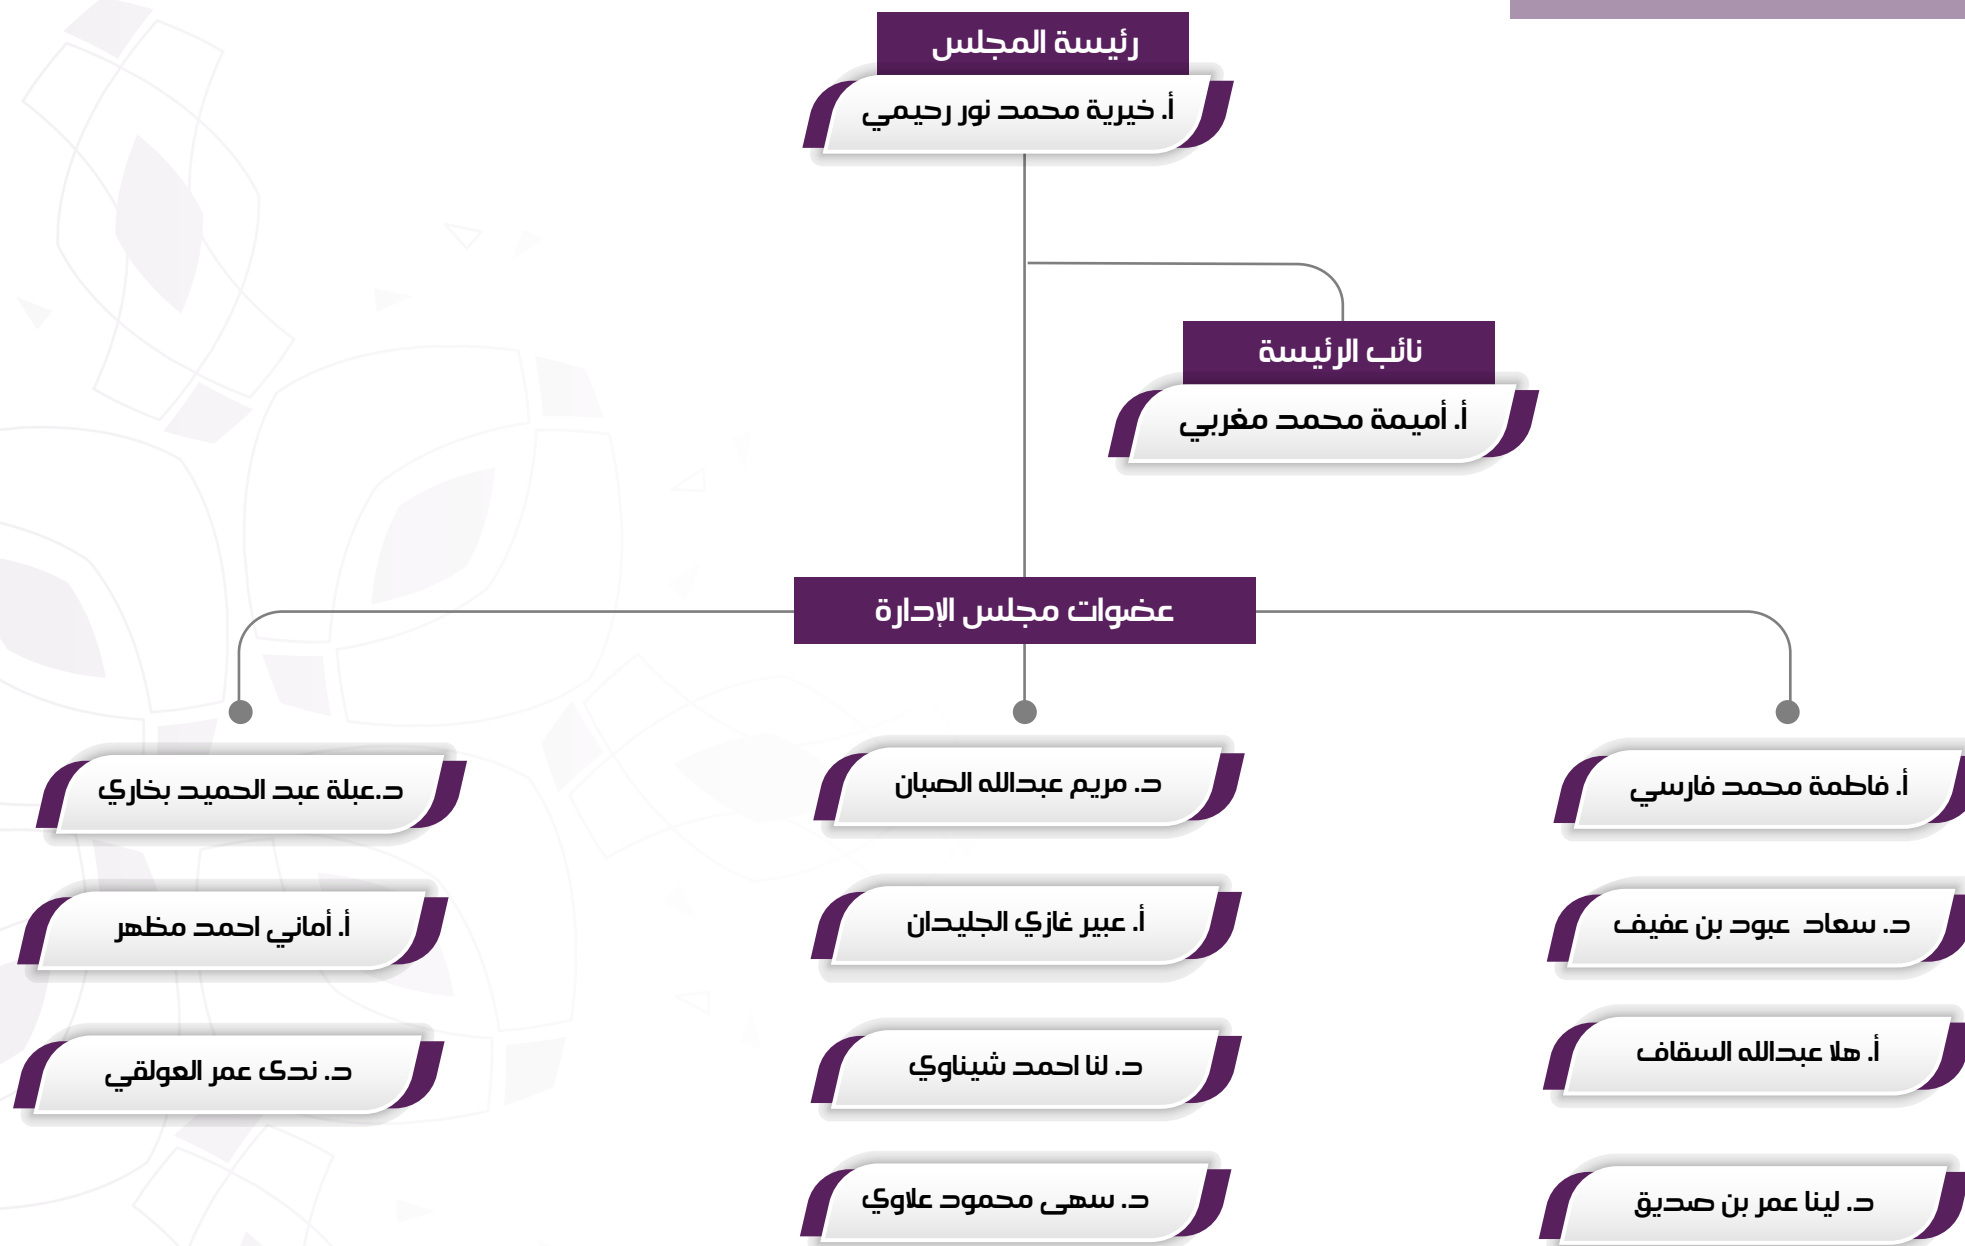 رئيسة المجلس
أ. خيرية محمد نور رحيمي
نائب الرئيسة
أ. أميمة محمد مغربي
عضوات مجلس الإدارة
أ. فاطمة محمد فارسي
د. سعاد عبود بن عفيف
أ. هلا عبدالله السقاف
د. لينا عمر بن صديق
د. مريم عبدالله الصبان
أ. عبير غازي الجليدان
د. لنا احمد شيناوي
د. سهى محمود علاوي
د.عبلة عبد الحميد بخاري
أ. أماني احمد مظهر
د. ندى عمر العولقي